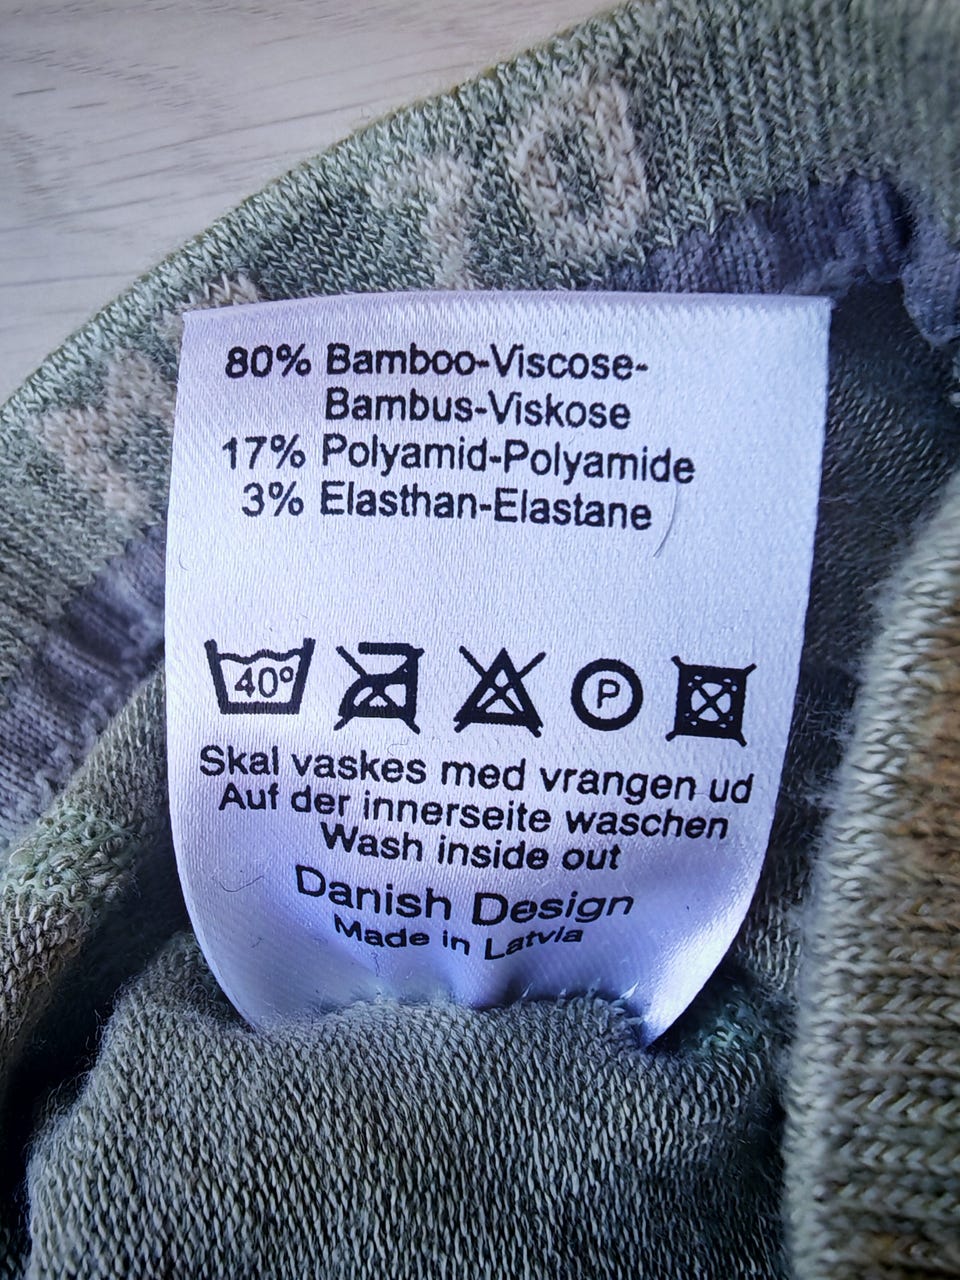 80% Bamboo-Viscose-
Bambus-Viskose
17% Polyamid-Polyamide
3% Elasthan-Elastane
40°
P
Skal vaskes med vrangen ud
Auf der innerseite waschen
Wash inside out
Danish Design
Made in Latvia